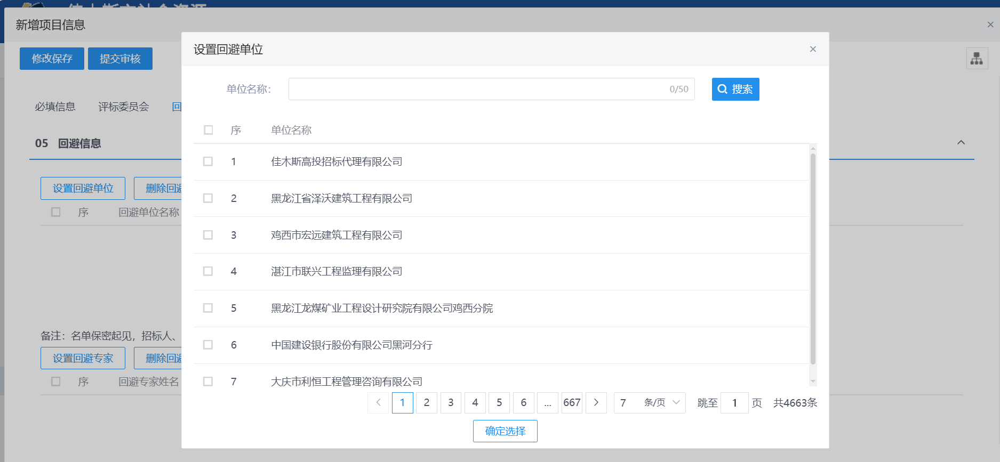 新增项目信息
修改保存
提交审核
必填信息
评标委员会
回
05 回避信息
设置回避单位
删除回避
序
回避单位名称
备注：名单保密起见，招标人、
设置回避专家
删除回避
序
回避专家姓名
设置回避单位
单位名称：
0/50
搜索
序 单位名称
1 佳木斯高投招标代理有限公司
2 黑龙江省泽沃建筑工程有限公司
3 鸡西市宏远建筑工程有限公司
4 湛江市联兴工程监理有限公司
5 黑龙江龙煤矿业工程设计研究院有限公司鸡西分院
6 中国建设银行股份有限公司黑河分行
7 大庆市利恒工程管理咨询有限公司
1 2 3 4 5 6 ... 667 7 条/页 跳至 1 页 共4663条
确定选择